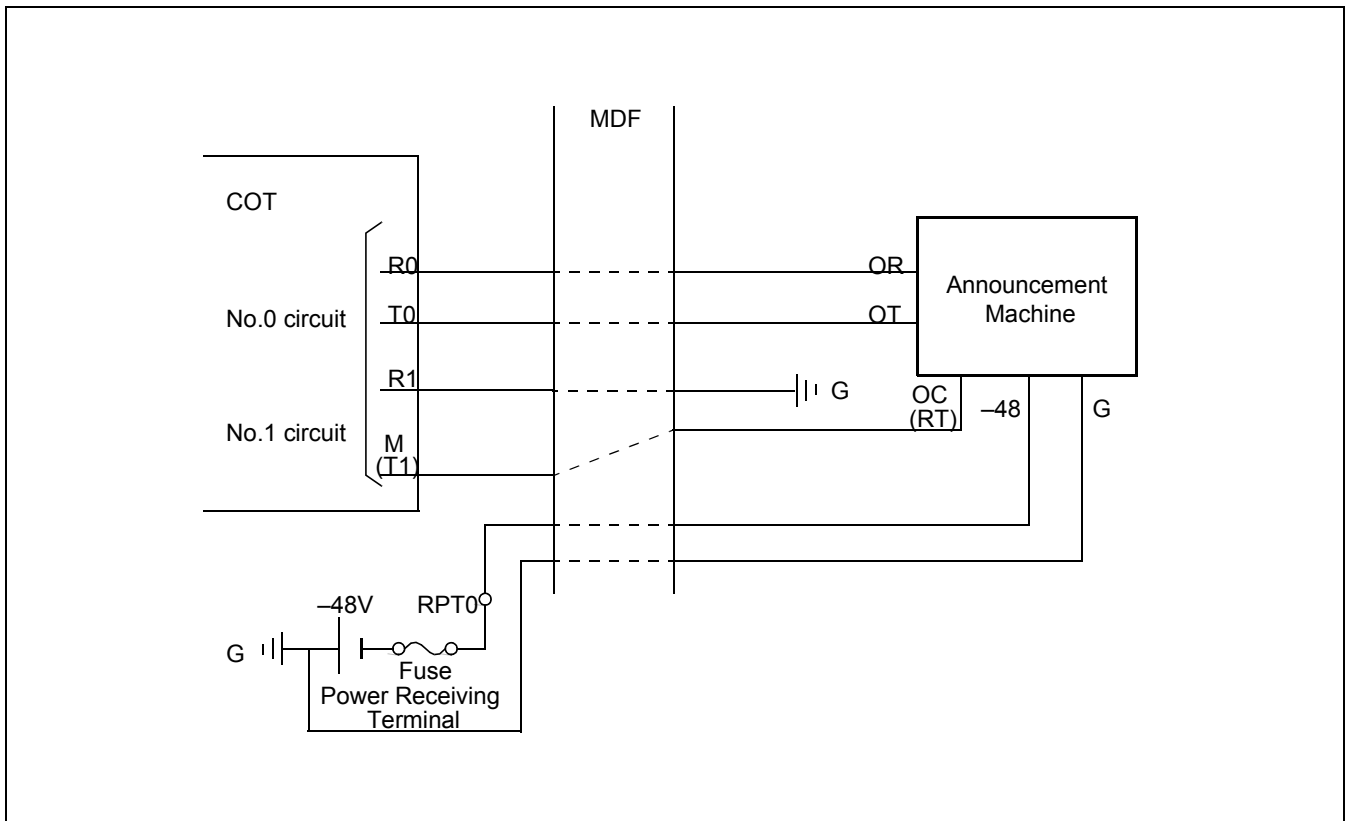 MDF
COT
R0
OR
Announcement
Machine
No.0 circuit
T0
OT
R1
G
OC
(RT)
–48
G
No.1 circuit
M
(T1)
–48V
RPT0
G
Fuse
Power Receiving
Terminal